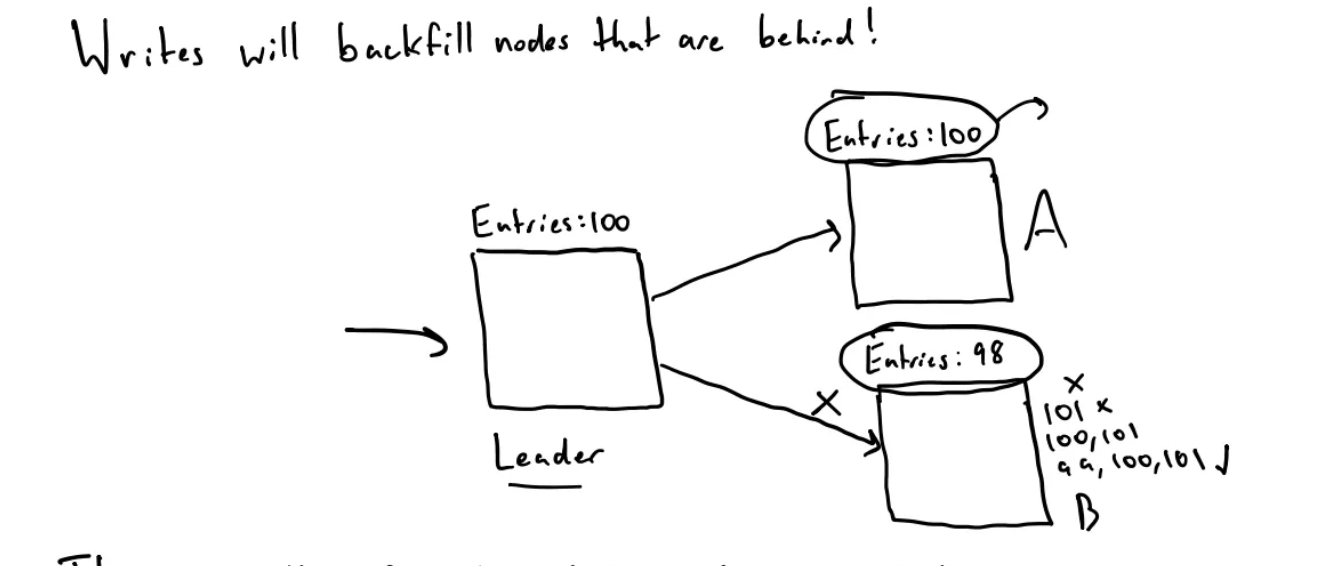 Writes will backfill nodes that are behind!
Entries:100
A
Entries:100
Leader
Entries: 98
x
x
101 x
100,101
99,100,101 ✓
B